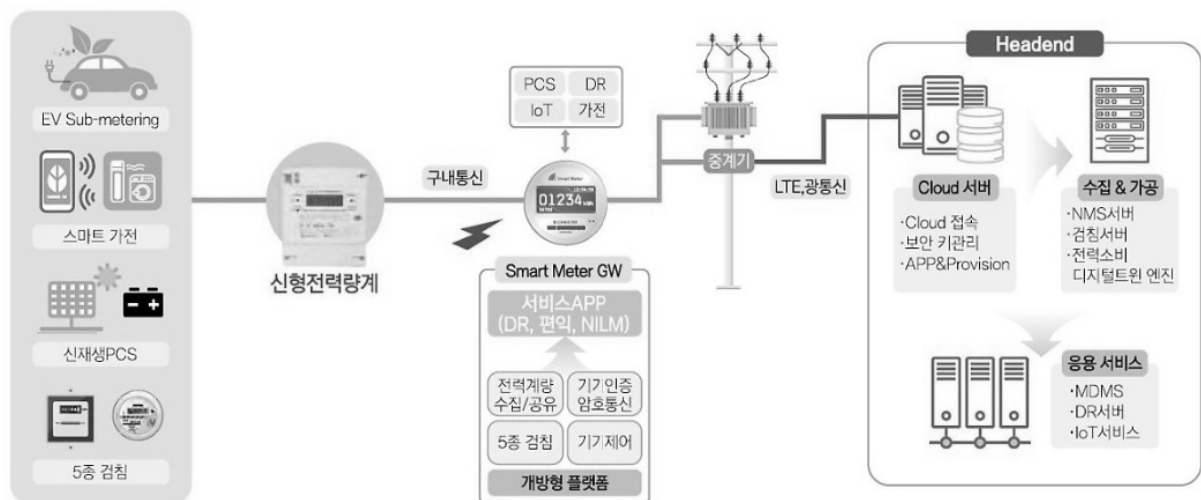 EV Sub-metering
스마트 가전
신재생PCS
5종 검침
신형전력량계
구내통신
PCS
DR
IoT
가전
Smart Meter
01234 kWh
Smart Meter GW
서비스APP
(DR, 편익, NILM)
전력계량
수집/공유
기기인증
암호통신
5종 검침
기기제어
개방형 플랫폼
중계기
LTE,광통신
Headend
Cloud 서버
·Cloud 접속
·보안 키관리
·APP&Provision
수집 & 가공
·NMS서버
·검침서버
·전력소비
디지털트윈 엔진
응용 서비스
·MDMS
·DR서버
·IoT서비스